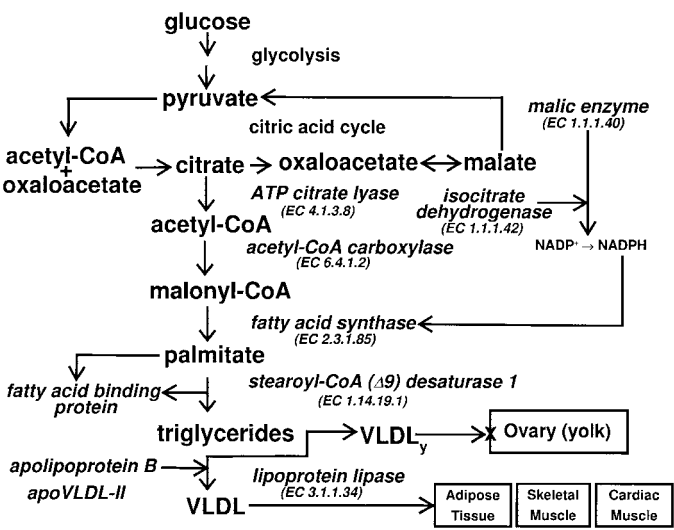 glucose
glycolysis
pyruvate
malic enzyme
(EC 1.1.1.40)
citric acid cycle
acetyl-CoA
+
oxaloacetate
citrate
oxaloacetate
malate
ATP citrate lyase
(EC 4.1.3.8)
isocitrate
dehydrogenase
(EC 1.1.1.42)
acetyl-CoA
NADP+ → NADPH
acetyl-CoA carboxylase
(EC 6.4.1.2)
malonyl-CoA
fatty acid synthase
(EC 2.3.1.85)
palmitate
fatty acid binding
protein
stearoyl-CoA (Δ9) desaturase 1
(EC 1.14.19.1)
triglycerides
VLDLy
Ovary (yolk)
apolipoprotein B
apoVLDL-II
lipoprotein lipase
(EC 3.1.1.34)
VLDL
Adipose
Tissue
Skeletal
Muscle
Cardiac
Muscle